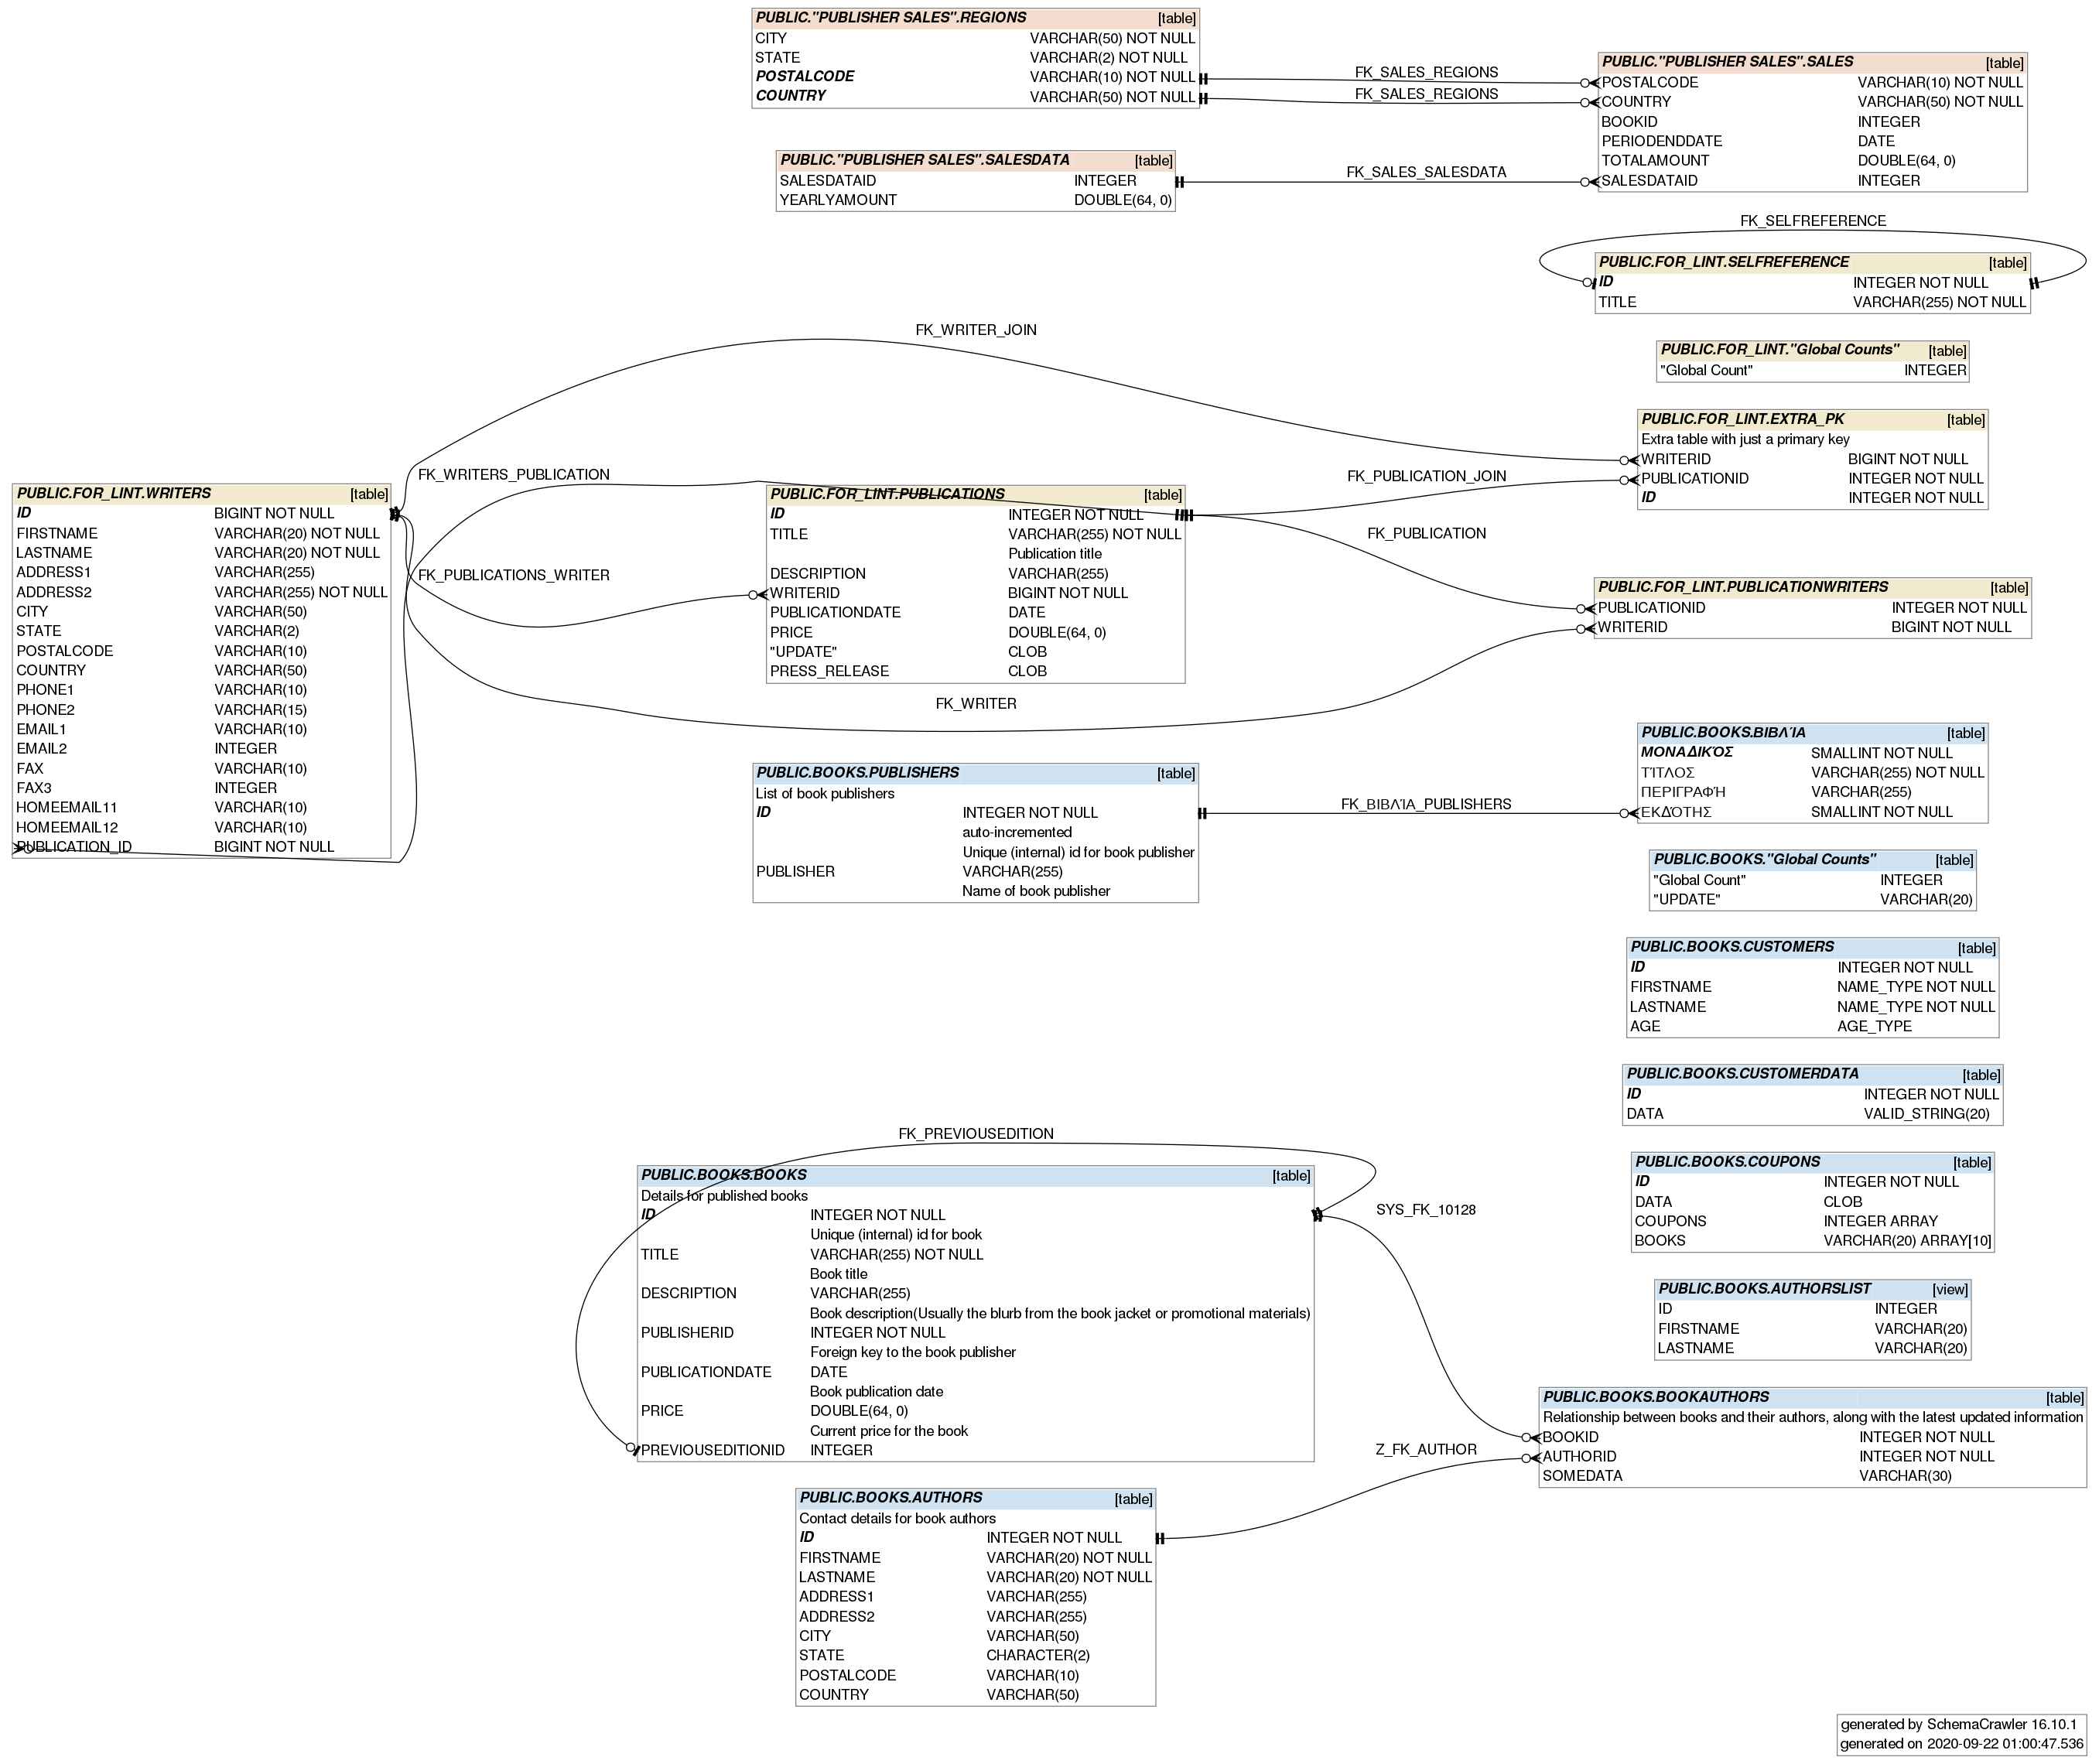 PUBLIC."PUBLISHER SALES".REGIONS [table]
CITY VARCHAR(50) NOT NULL
STATE VARCHAR(2) NOT NULL
POSTALCODE VARCHAR(10) NOT NULL
COUNTRY VARCHAR(50) NOT NULL
FK_SALES_REGIONS
FK_SALES_REGIONS
PUBLIC."PUBLISHER SALES".SALES [table]
POSTALCODE VARCHAR(10) NOT NULL
COUNTRY VARCHAR(50) NOT NULL
BOOKID INTEGER
PERIODENDDATE DATE
TOTALAMOUNT DOUBLE(64, 0)
SALESDATAID INTEGER
PUBLIC."PUBLISHER SALES".SALESDATA [table]
SALESDATAID INTEGER
YEARLYAMOUNT DOUBLE(64, 0)
FK_SALES_SALESDATA
FK_SELFREFERENCE
PUBLIC.FOR_LINT.SELFREFERENCE [table]
ID INTEGER NOT NULL
TITLE VARCHAR(255) NOT NULL
PUBLIC.FOR_LINT."Global Counts" [table]
"Global Count" INTEGER
FK_WRITER_JOIN
PUBLIC.FOR_LINT.EXTRA_PK [table]
Extra table with just a primary key
WRITERID BIGINT NOT NULL
PUBLICATIONID INTEGER NOT NULL
ID INTEGER NOT NULL
FK_WRITERS_PUBLICATION
FK_PUBLICATION_JOIN
FK_PUBLICATION
FK_PUBLICATIONS_WRITER
FK_WRITER
PUBLIC.FOR_LINT.WRITERS [table]
ID BIGINT NOT NULL
FIRSTNAME VARCHAR(20) NOT NULL
LASTNAME VARCHAR(20) NOT NULL
ADDRESS1 VARCHAR(255)
ADDRESS2 VARCHAR(255) NOT NULL
CITY VARCHAR(50)
STATE VARCHAR(2)
POSTALCODE VARCHAR(10)
COUNTRY VARCHAR(50)
PHONE1 VARCHAR(10)
PHONE2 VARCHAR(15)
EMAIL1 VARCHAR(10)
EMAIL2 INTEGER
FAX VARCHAR(10)
FAX3 INTEGER
HOMEEMAIL11 VARCHAR(10)
HOMEEMAIL12 VARCHAR(10)
PUBLICATION_ID BIGINT NOT NULL
PUBLIC.FOR_LINT.PUBLICATIONS [table]
ID INTEGER NOT NULL
TITLE VARCHAR(255) NOT NULL
Publication title
DESCRIPTION VARCHAR(255)
WRITERID BIGINT NOT NULL
PUBLICATIONDATE DATE
PRICE DOUBLE(64, 0)
"UPDATE" CLOB
PRESS_RELEASE CLOB
PUBLIC.FOR_LINT.PUBLICATIONWRITERS [table]
PUBLICATIONID INTEGER NOT NULL
WRITERID BIGINT NOT NULL
PUBLIC.BOOKS.PUBLISHERS [table]
List of book publishers
ID INTEGER NOT NULL
auto-incremented
Unique (internal) id for book publisher
PUBLISHER VARCHAR(255)
Name of book publisher
FK_ΒΙΒΛΊΑ_PUBLISHERS
PUBLIC.BOOKS.ΒΙΒΛΊΑ [table]
ΜΟΝΑΔΙΚΌΣ SMALLINT NOT NULL
ΤΊΤΛΟΣ VARCHAR(255) NOT NULL
ΠΕΡΙΓΡΑΦΉ VARCHAR(255)
ΕΚΔΌΤΗΣ SMALLINT NOT NULL
PUBLIC.BOOKS."Global Counts" [table]
"Global Count" INTEGER
"UPDATE" VARCHAR(20)
PUBLIC.BOOKS.CUSTOMERS [table]
ID INTEGER NOT NULL
FIRSTNAME NAME_TYPE NOT NULL
LASTNAME NAME_TYPE NOT NULL
AGE AGE_TYPE
PUBLIC.BOOKS.CUSTOMERDATA [table]
ID INTEGER NOT NULL
DATA VALID_STRING(20)
PUBLIC.BOOKS.COUPONS [table]
ID INTEGER NOT NULL
DATA CLOB
COUPONS INTEGER ARRAY
BOOKS VARCHAR(20) ARRAY[10]
PUBLIC.BOOKS.AUTHORSLIST [view]
ID INTEGER
FIRSTNAME VARCHAR(20)
LASTNAME VARCHAR(20)
FK_PREVIOUSEDITION
PUBLIC.BOOKS.BOOKS [table]
Details for published books
ID INTEGER NOT NULL
Unique (internal) id for book
TITLE VARCHAR(255) NOT NULL
Book title
DESCRIPTION VARCHAR(255)
Book description(Usually the blurb from the book jacket or promotional materials)
PUBLISHERID INTEGER NOT NULL
Foreign key to the book publisher
PUBLICATIONDATE DATE
Book publication date
PRICE DOUBLE(64, 0)
Current price for the book
PREVIOUSEDITIONID INTEGER
SYS_FK_10128
Z_FK_AUTHOR
PUBLIC.BOOKS.BOOKAUTHORS [table]
Relationship between books and their authors, along with the latest updated information
BOOKID INTEGER NOT NULL
AUTHORID INTEGER NOT NULL
SOMEDATA VARCHAR(30)
PUBLIC.BOOKS.AUTHORS [table]
Contact details for book authors
ID INTEGER NOT NULL
FIRSTNAME VARCHAR(20) NOT NULL
LASTNAME VARCHAR(20) NOT NULL
ADDRESS1 VARCHAR(255)
ADDRESS2 VARCHAR(255)
CITY VARCHAR(50)
STATE CHARACTER(2)
POSTALCODE VARCHAR(10)
COUNTRY VARCHAR(50)
generated by SchemaCrawler 16.10.1
generated on 2020-09-22 01:00:47.536